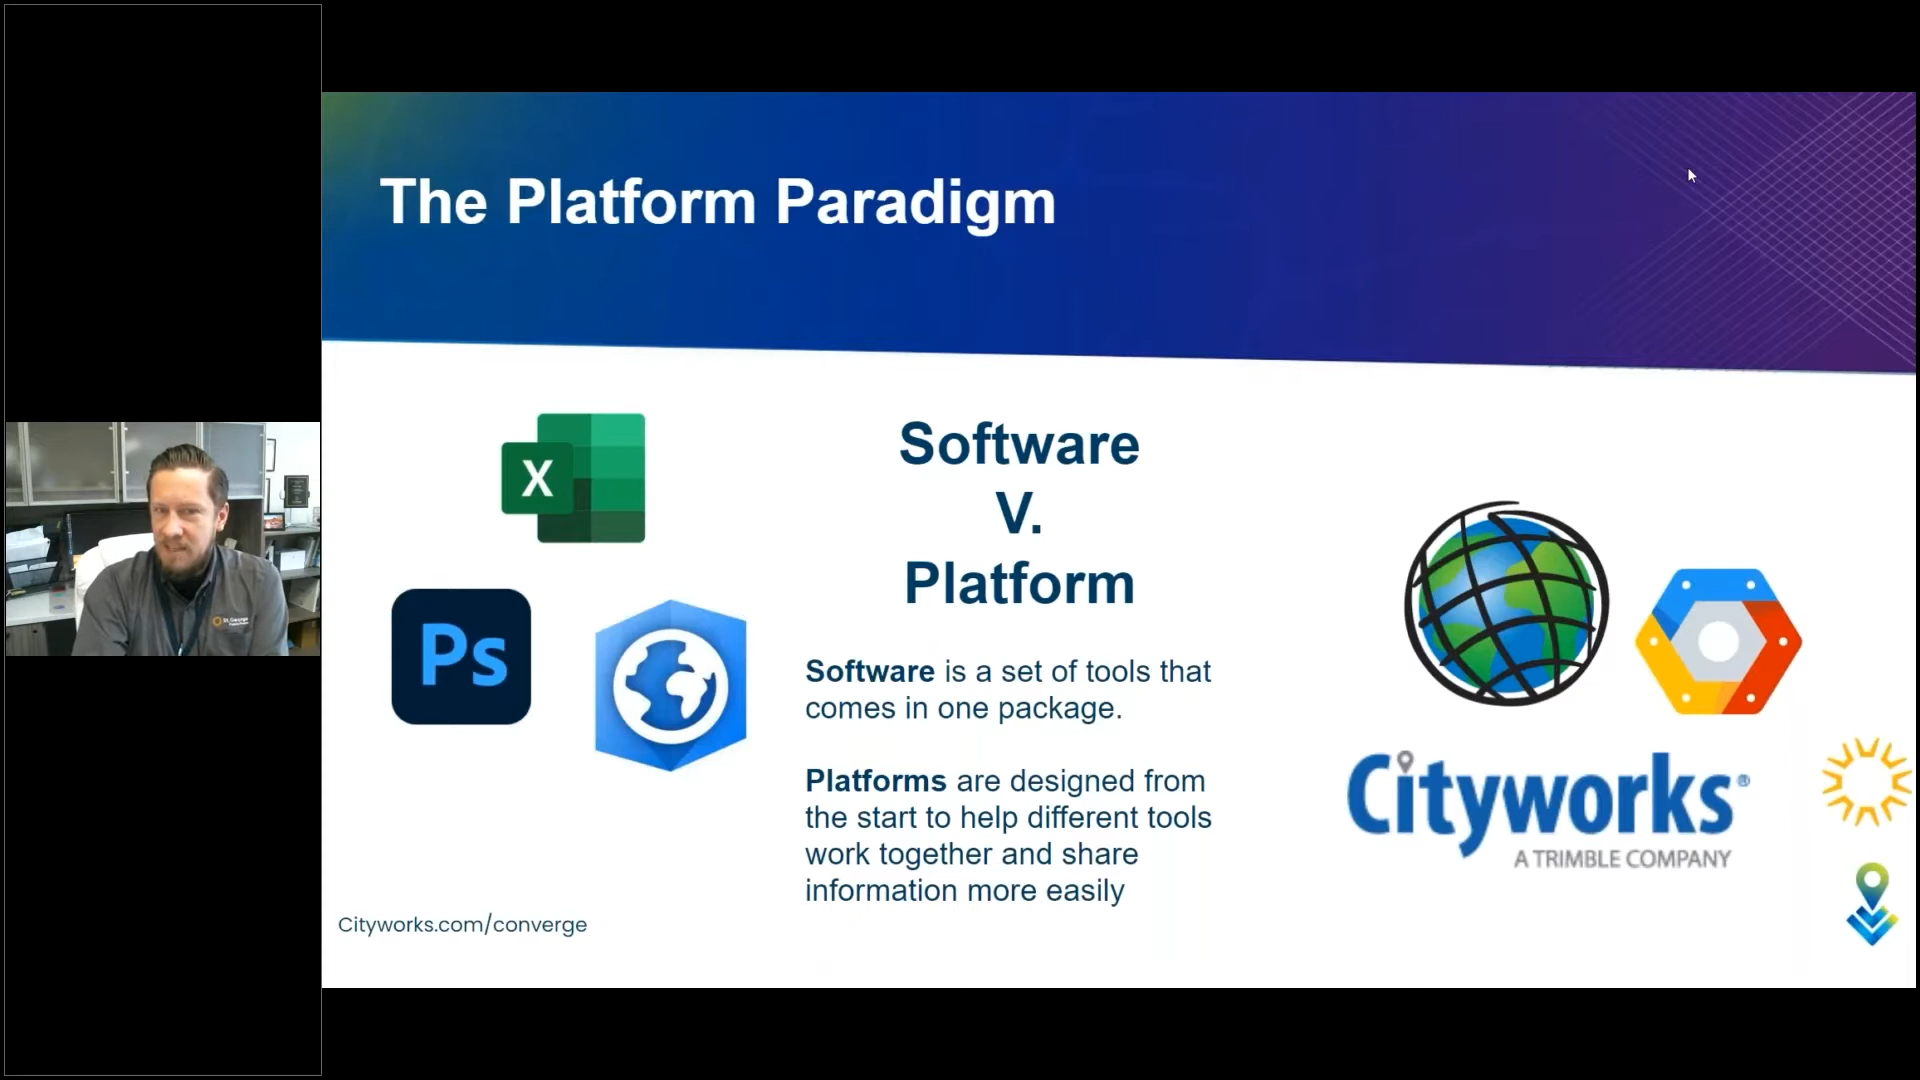 The Platform Paradigm
X
Ps
Software
V.
Platform
Software is a set of tools that
comes in one package.
Platforms are designed from
the start to help different tools
work together and share
information more easily
Cityworks®
A TRIMBLE COMPANY
Cityworks.com/converge
St. George